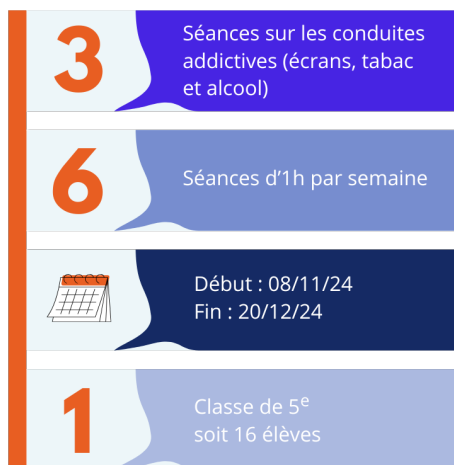 3
Séances sur les conduites
addictives (écrans, tabac
et alcool)
6
Séances d'1h par semaine
Début : 08/11/24
Fin : 20/12/24
1
Classe de 5e
soit 16 élèves